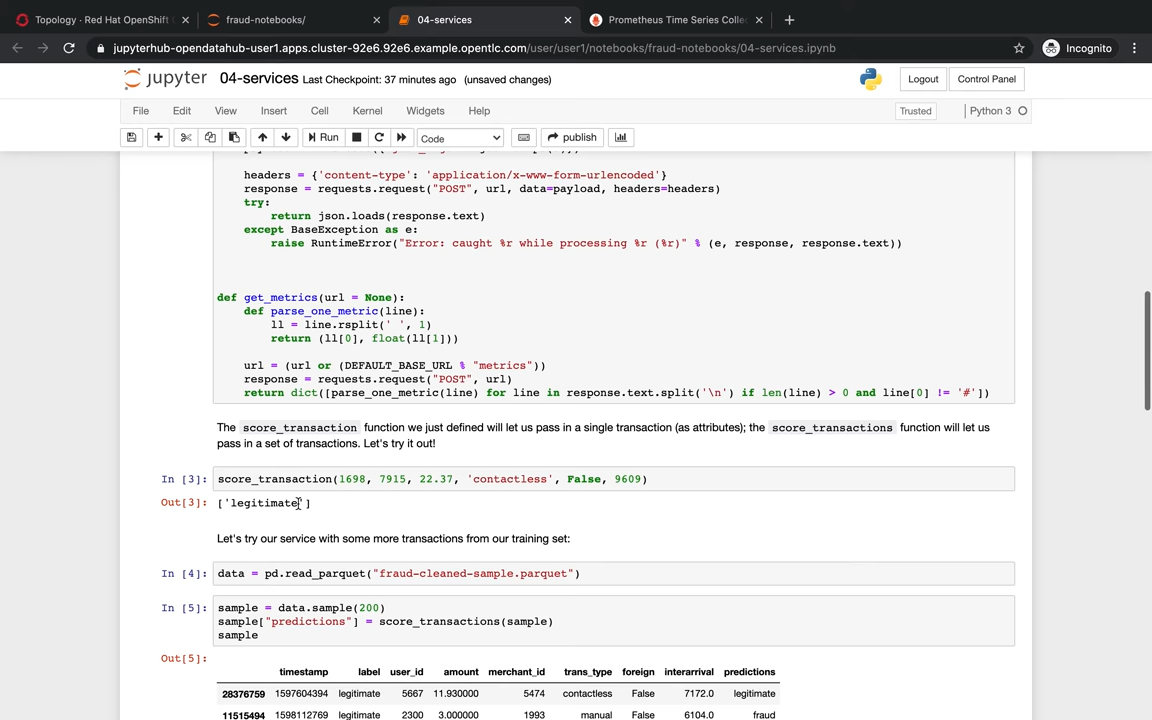 Topology · Red Hat OpenShift
fraud-notebooks/
04-services
Prometheus Time Series Colle
jupyterhub-opendatahub-user1.apps.cluster-92e6.92e6.example.opentlc.com/user/user1/notebooks/fraud-notebooks/04-services.ipynb
Incognito
jupyter 04-services Last Checkpoint: 37 minutes ago (unsaved changes)
Logout Control Panel
File Edit View Insert Cell Kernel Widgets Help
Trusted Python 3
Run Code publish
headers = {'content-type': 'application/x-www-form-urlencoded'}
response = requests.request("POST", url, data=payload, headers=headers)
try:
return json.loads(response.text)
except BaseException as e:
raise RuntimeError("Error: caught %r while processing %r (%r)" % (e, response, response.text))
def get_metrics(url = None):
def parse_one_metric(line):
ll = line.rsplit(' ', 1)
return (ll[0], float(ll[1]))
url = (url or (DEFAULT_BASE_URL % "metrics"))
response = requests.request("POST", url)
return dict([parse_one_metric(line) for line in response.text.split('\n') if len(line) > 0 and line[0] != '#'])
The score_transaction function we just defined will let us pass in a single transaction (as attributes); the score_transactions function will let us
pass in a set of transactions. Let's try it out!
In [3]: score_transaction(1698, 7915, 22.37, 'contactless', False, 9609)
Out[3]: ['legitimate']
Let's try our service with some more transactions from our training set:
In [4]: data = pd.read_parquet("fraud-cleaned-sample.parquet")
In [5]: sample = data.sample(200)
sample["predictions"] = score_transactions(sample)
sample
Out[5]:
timestamp label user_id amount merchant_id trans_type foreign interarrival predictions
28376759 1597604394 legitimate 5667 11.930000 5474 contactless False 7172.0 legitimate
11515494 1598112769 legitimate 2300 3.000000 1993 manual False 6104.0 fraud